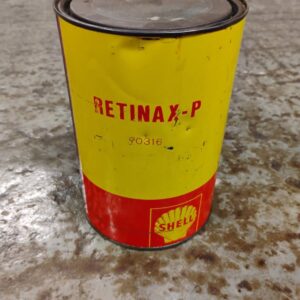 RETINAX-P
90316
SHELL